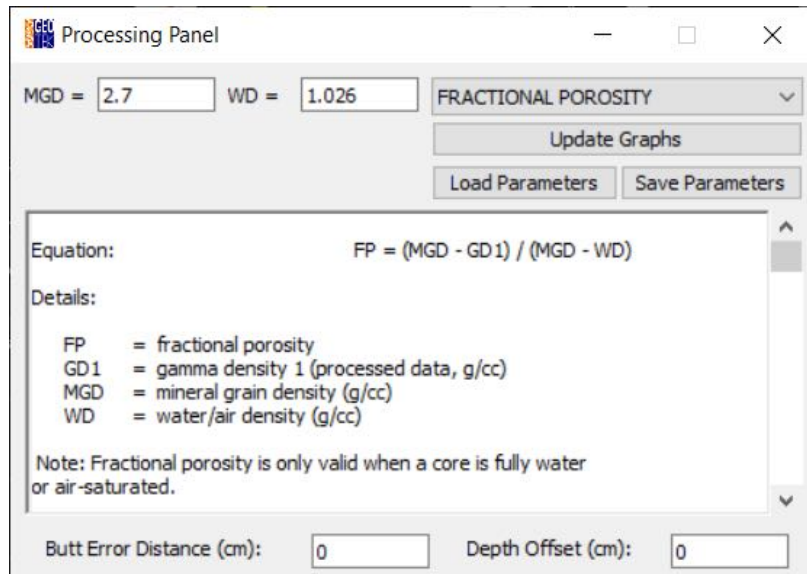 GEO
TEK
Processing Panel
MGD = 2.7 WD = 1.026 FRACTIONAL POROSITY
Update Graphs
Load Parameters Save Parameters
Equation: FP = (MGD - GD1) / (MGD - WD)
Details:
FP = fractional porosity
GD1 = gamma density 1 (processed data, g/cc)
MGD = mineral grain density (g/cc)
WD = water/air density (g/cc)
Note: Fractional porosity is only valid when a core is fully water
or air-saturated.
Butt Error Distance (cm): 0 Depth Offset (cm): 0